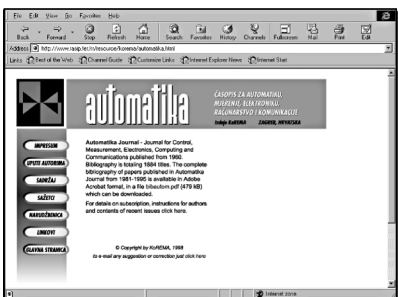 File Edit View Go Favorites Help
Back Forward Stop Refresh Home Search Favorites History Channels Fullscreen Mail Print Edit
Address http://www.rasip.fer.hr/resource/korema/automatika.html
Links Best of the Web Channel Guide Customize Links Internet Explorer News Internet Start
automatika
ČASOPIS ZA AUTOMATIKU,
MJERENJE, ELEKTRONIKU,
RAČUNARSTVO I KOMUNIKACIJE
Izdaje KoREMA ZAGREB, HRVATSKA
IMPRESUM
UPUTE AUTORIMA
SADRŽAJ
SAŽETCI
NARUDŽBENICA
LINKOVI
GLAVNA STRANICA
Automatika Journal - Journal for Control,
Measurement, Electronics, Computing and
Communications published from 1960.
Bibliography is totaling 1884 titles. The complete
bibliography of papers published in Automatika
Journal from 1981-1995 is available in Adobe
Acrobat format, in a file bibautom pdf (479 kB)
which can be downloaded.
For details on subscription, instructions for authors
and contents of recent issues click here.
© Copyright by KoREMA, 1998
to e-mail any suggestion or correction just click here
Internet zone